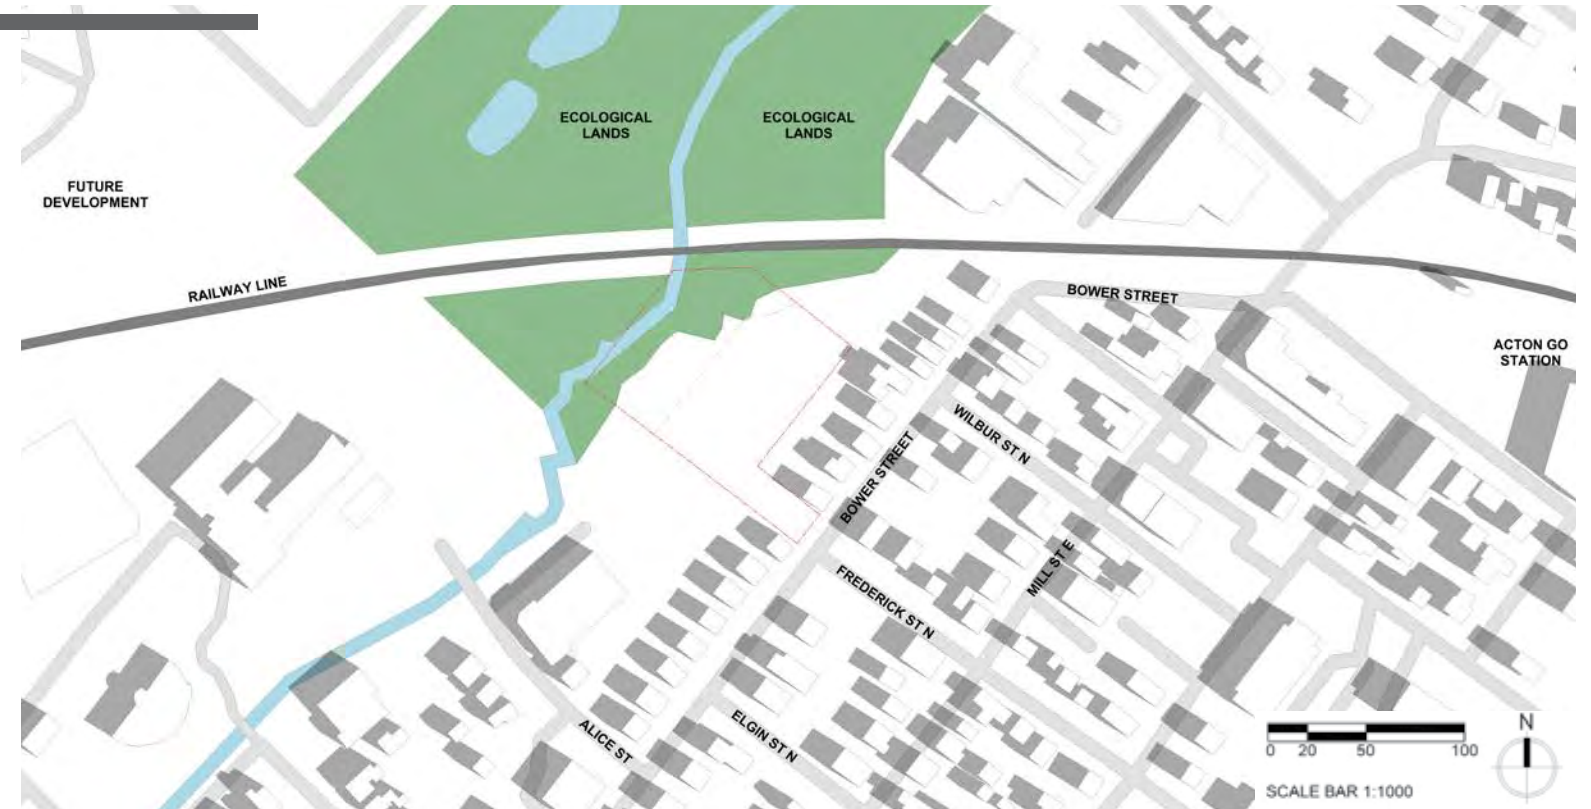 ECOLOGICAL
LANDS
ECOLOGICAL
LANDS
FUTURE
DEVELOPMENT
RAILWAY LINE
BOWER STREET
ACTON GO
STATION
WILBUR ST N
BOWER STREET
MILL ST E
FREDERICK ST N
ELGIN ST N
ALICE ST
N
0 20 50 100
SCALE BAR 1:1000